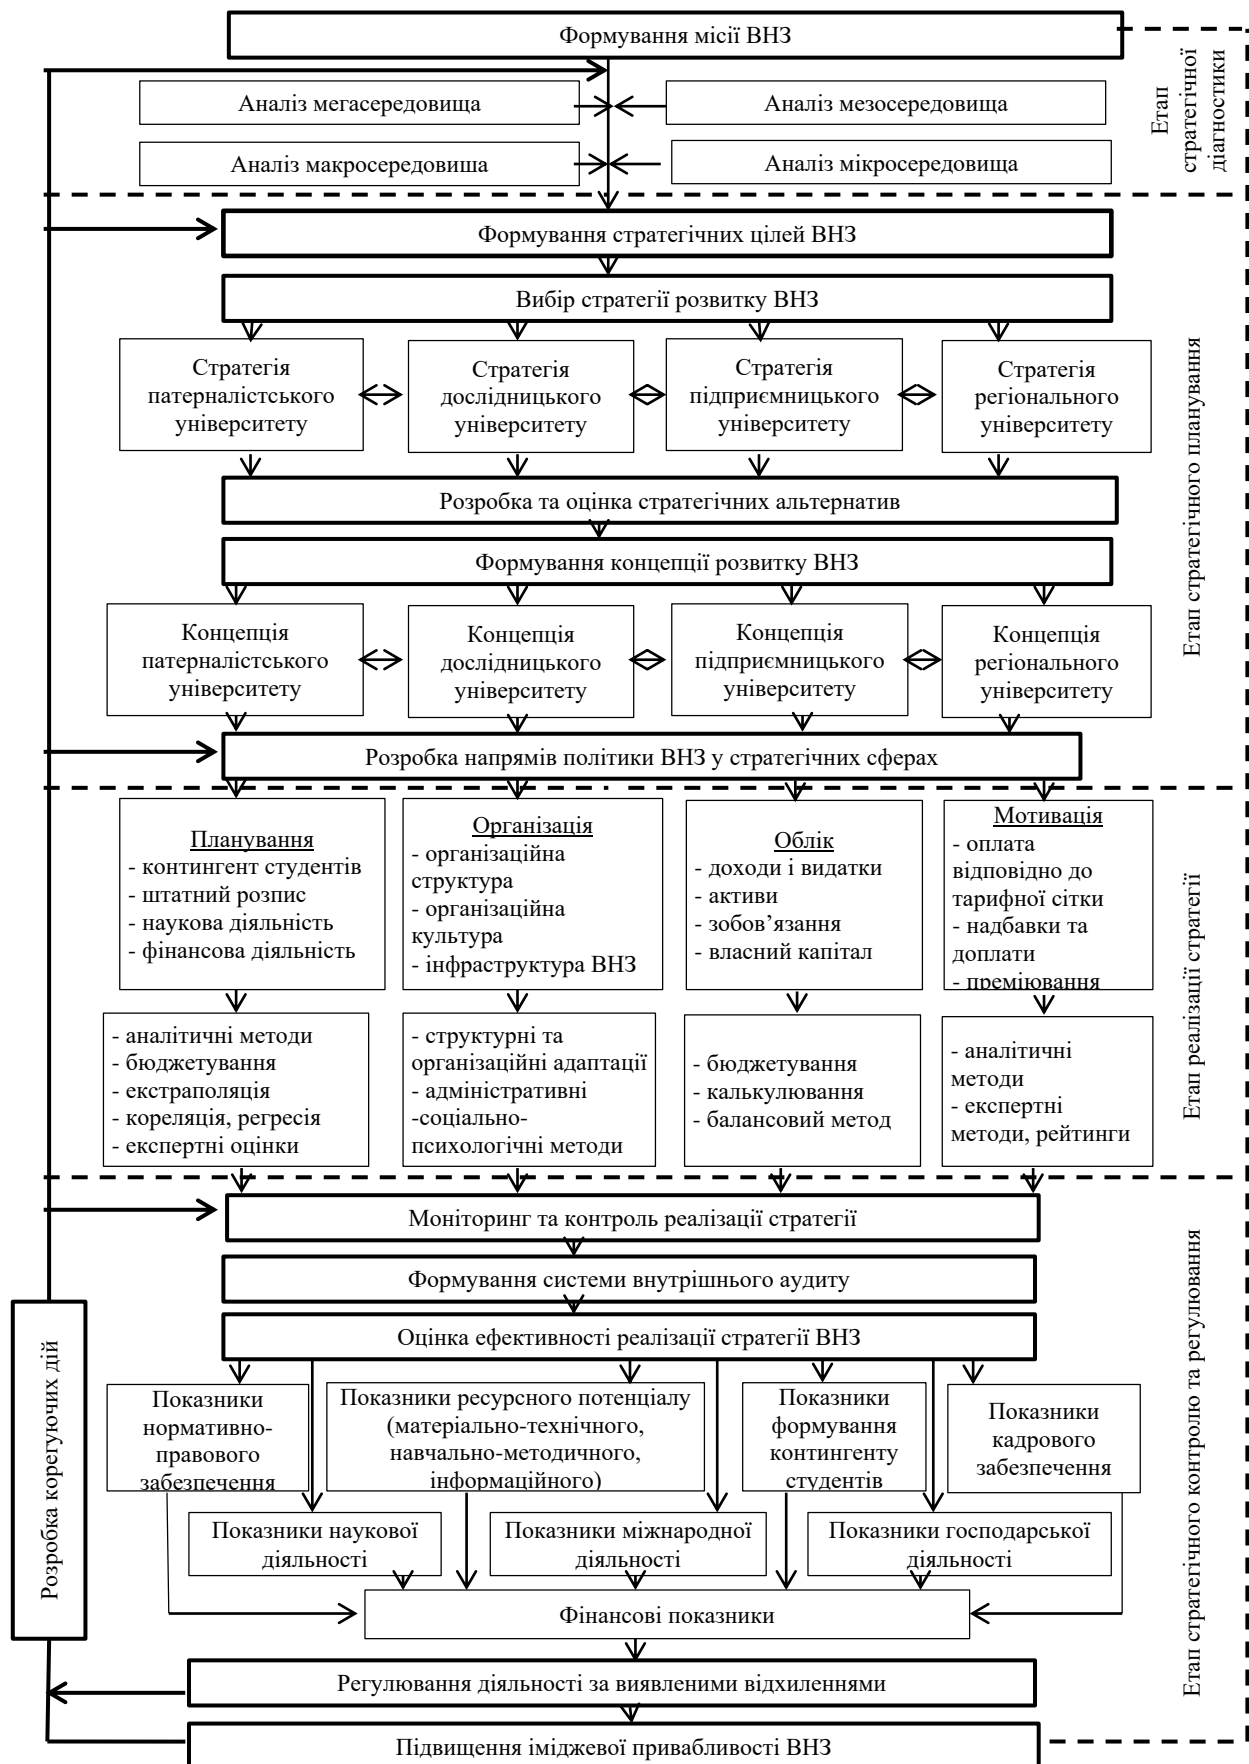 Формування місії ВНЗ
Аналіз мегасередовища
Аналіз мезосередовища
Аналіз макросередовиша
Аналіз мікросередовища
Етап
стратегічної
діагностики
Формування стратегічних цілей ВНЗ
Вибір стратегії розвитку ВНЗ
Стратегія
патерналістського
університету
Стратегія
дослідницького
університету
Стратегія
підприємницького
університету
Стратегія
регіонального
університету
Розробка та оцінка стратегічних альтернатив
Формування концепції розвитку ВНЗ
Концепція
патерналістського
університету
Концепція
дослідницького
університету
Концепція
підприємницького
університету
Концепція
регіонального
університету
Розробка напрямів політики ВНЗ у стратегічних сферах
Етап стратегічного планування
Планування
- контингент студентів
- штатний розпис
- наукова діяльність
- фінансова діяльність
Організація
- організаційна
структура
- організаційна
культура
- інфраструктура ВНЗ
Облік
- доходи і видатки
- активи
- зобов’язання
- власний капітал
Мотивація
- оплата
відповідно до
тарифної сітки
- надбавки та
доплати
- преміювання
- аналітичні методи
- бюджетування
- екстраполяція
- кореляція, регресія
- експертні оцінки
- структурні та
організаційні адаптації
- адміністративні
-соціально-
психологічні методи
- бюджетування
- калькулювання
- балансовий метод
- аналітичні
методи
- експертні
методи, рейтинги
Етап реалізації стратегії
Моніторинг та контроль реалізації стратегії
Формування системи внутрішнього аудиту
Оцінка ефективності реалізації стратегії ВНЗ
Показники
нормативно-
правового
забезпечення
Показники ресурсного потенціалу
(матеріально-технічного,
навчально-методичного,
інформаційного)
Показники
формування
контингенту
студентів
Показники
кадрового
забезпечення
Показники наукової
діяльності
Показники міжнародної
діяльності
Показники господарської
діяльності
Фінансові показники
Регулювання діяльності за виявленими відхиленнями
Підвищення іміджевої привабливості ВНЗ
Розробка корегуючих дій
Етап стратегічного контролю та регулювання